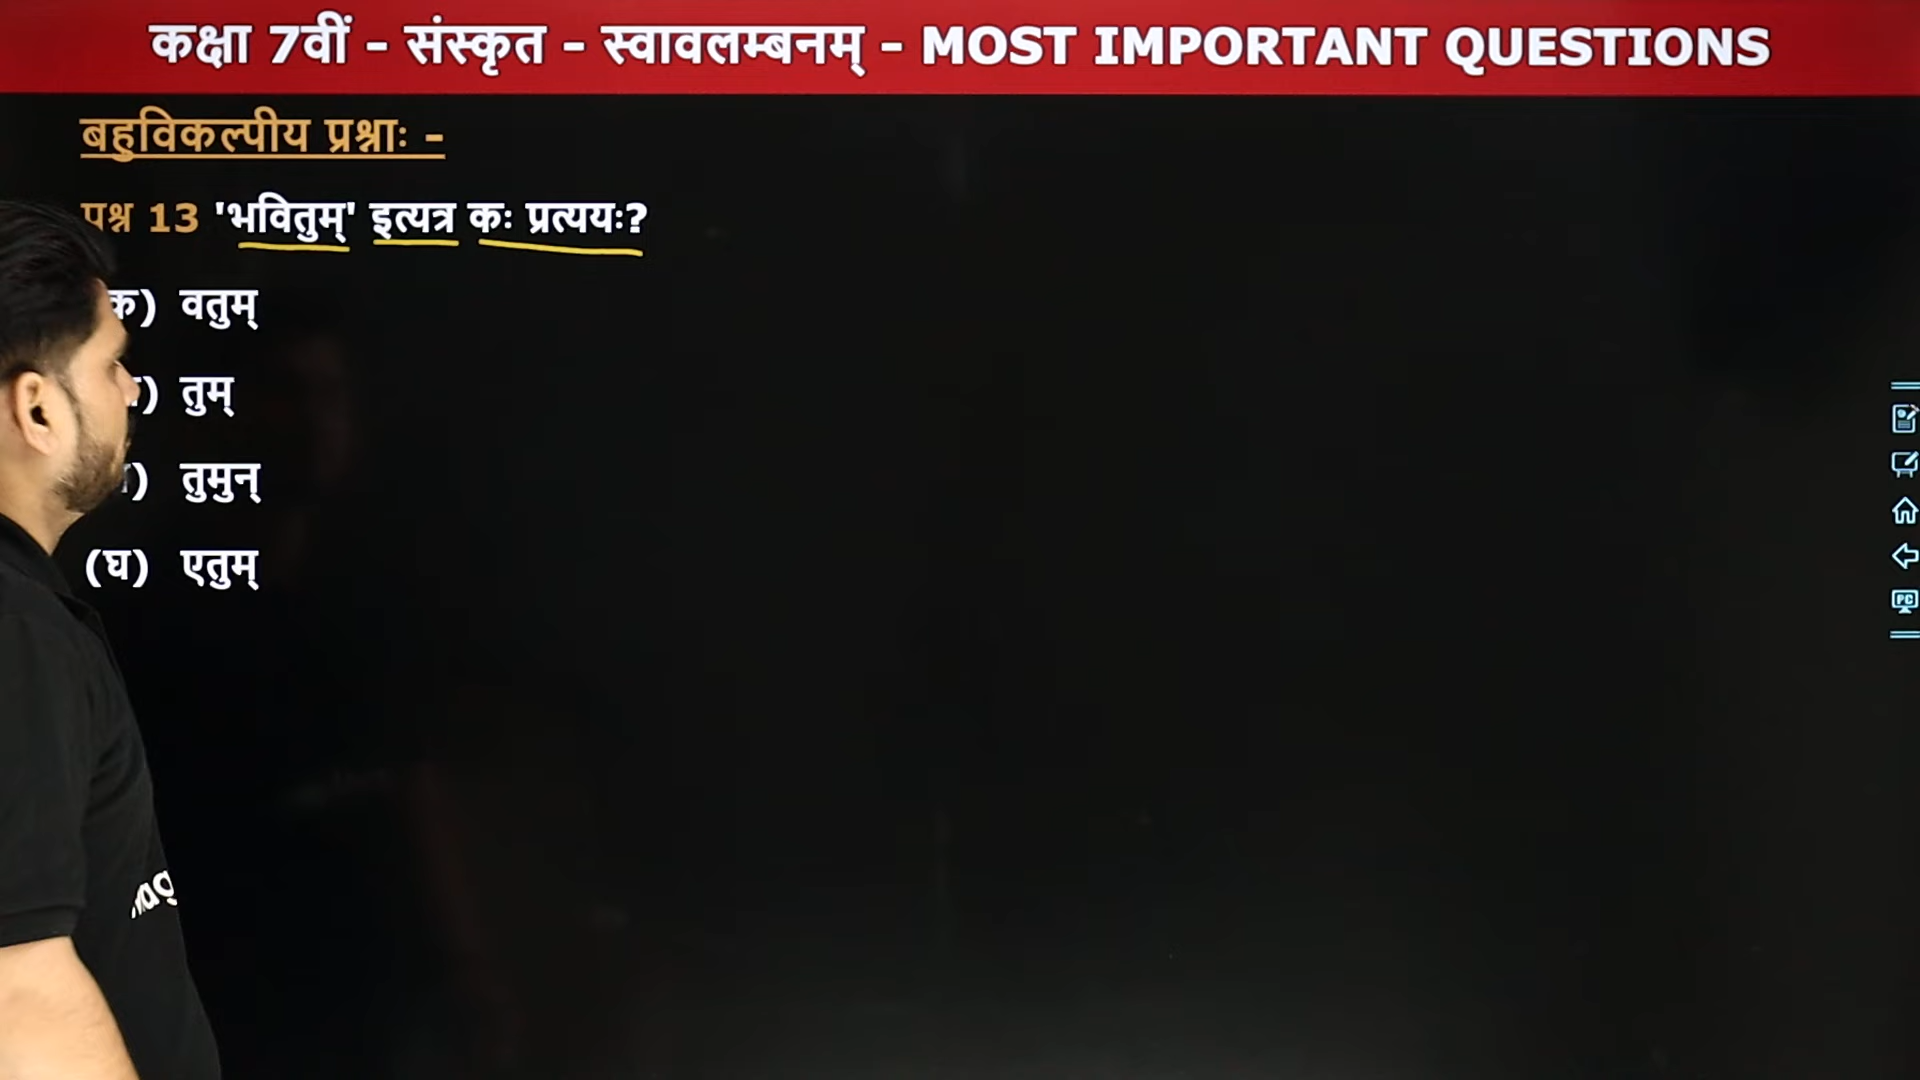 कक्षा 7वीं - संस्कृत - स्वावलम्बनम् - MOST IMPORTANT QUESTIONS
बहुविकल्पीय प्रश्नाः -
प्रश्न 13 'भवितुम्' इत्यत्र कः प्रत्ययः?
क) वतुम्
) तुम्
) तुमुन्
(घ) एतुम्
PC